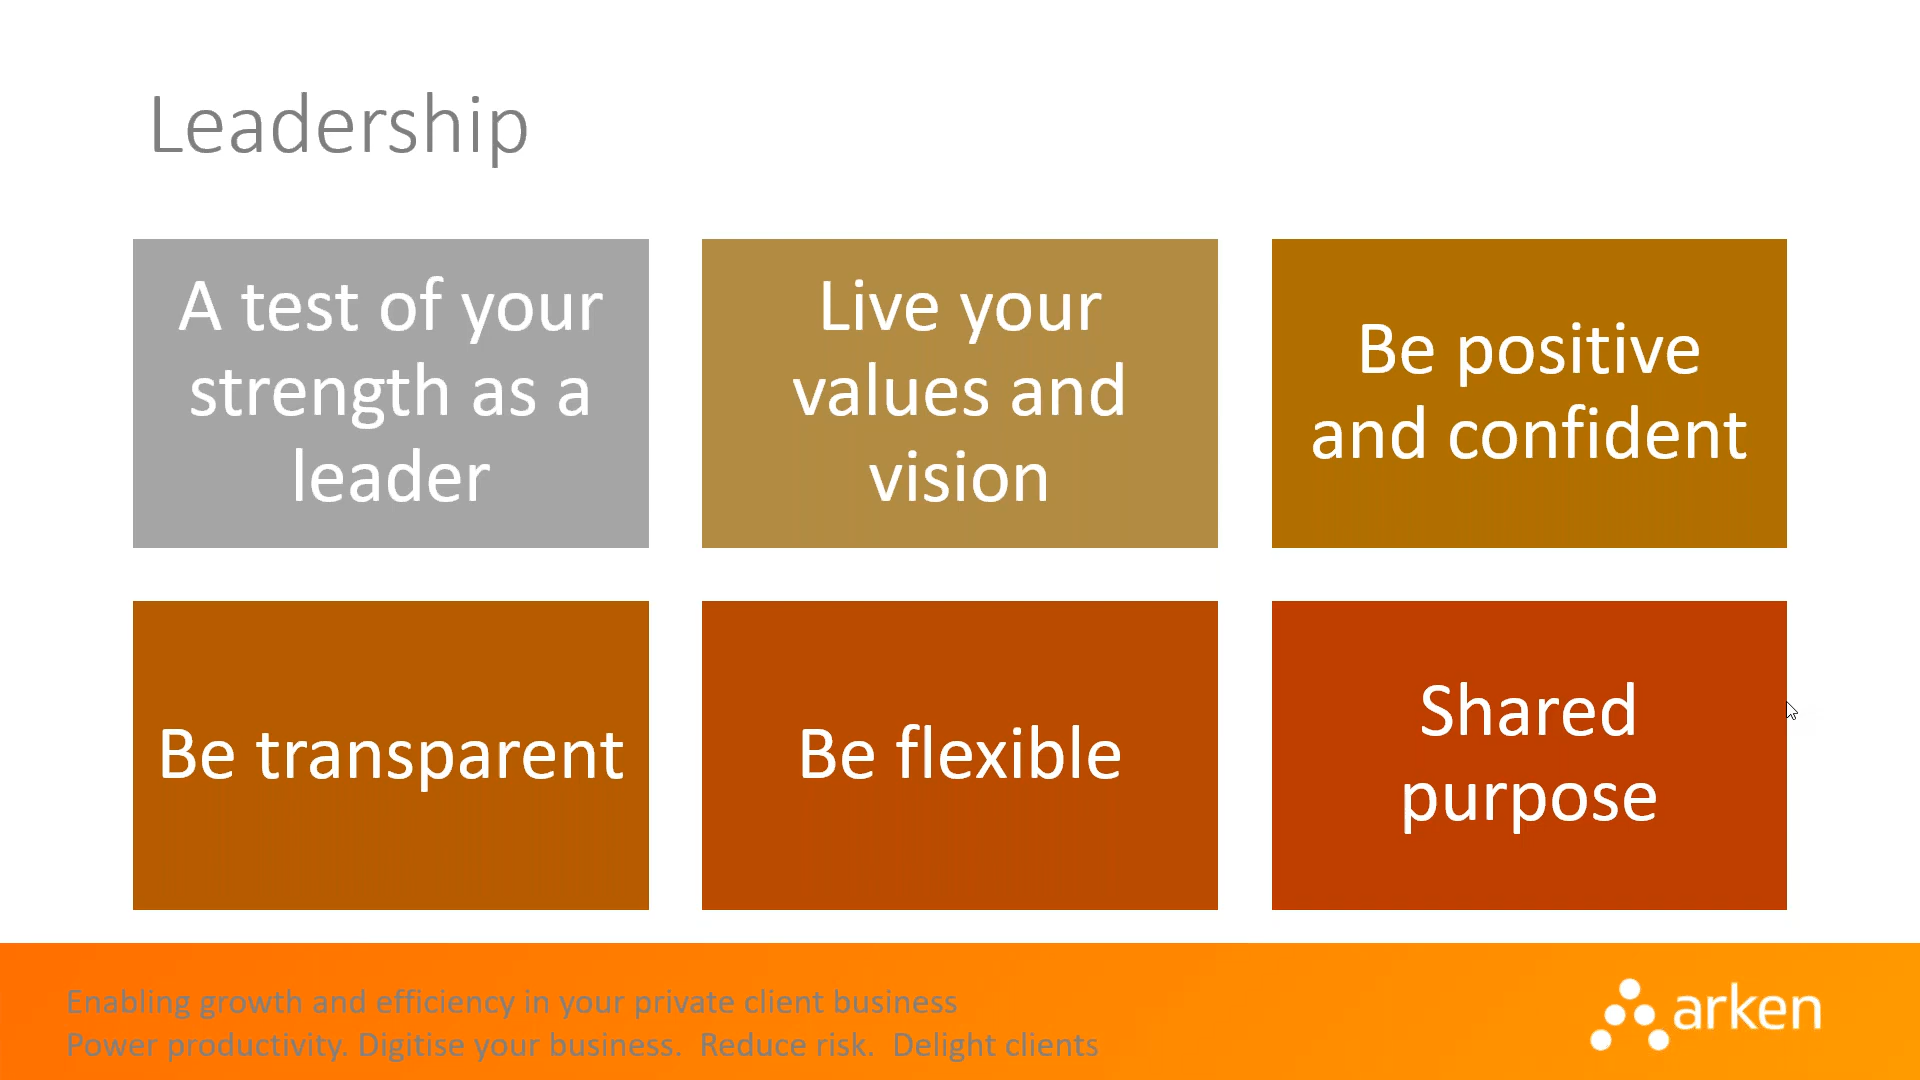 Leadership
A test of your
strength as a
leader
Live your
values and
vision
Be positive
and confident
Be transparent
Be flexible
Shared
purpose
Enabling growth and efficiency in your private client business
Power productivity. Digitise your business.  Reduce risk.  Delight clients
arken